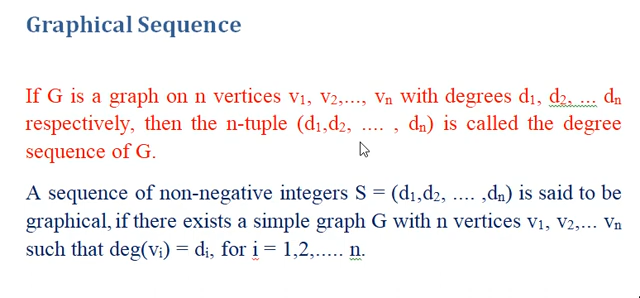 Graphical Sequence
If G is a graph on n vertices v₁, v₂,..., vₙ with degrees d₁, d₂, ... dₙ
respectively, then the n-tuple (d₁,d₂, .... , dₙ) is called the degree
sequence of G.
A sequence of non-negative integers S = (d₁,d₂, .... ,dₙ) is said to be
graphical, if there exists a simple graph G with n vertices v₁, v₂,... vₙ
such that deg(vᵢ) = dᵢ, for i = 1,2,..... n.